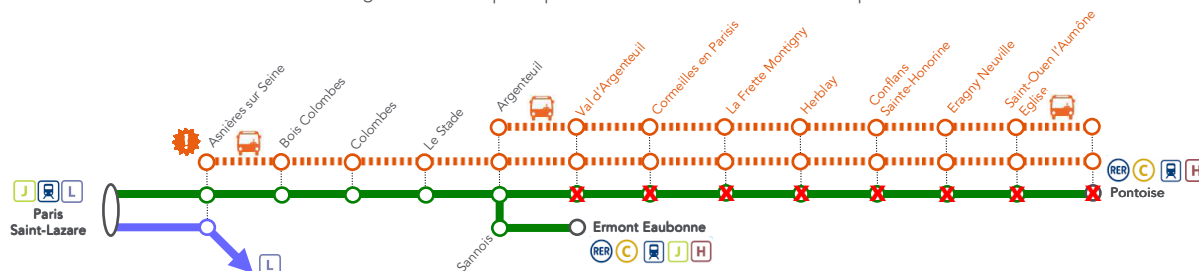 Asnières sur Seine
Bois Colombes
Colombes
Le Stade
Argenteuil
Val d'Argenteuil
Cormeilles en Parisis
La Frette Montigny
Herblay
Conflans
Sainte-Honorine
Eragny Neuville
Saint-Ouen l'Aumône
Eglise
!
J L
Paris
Saint-Lazare
RER C H
Pontoise
Sannois
Ermont Eaubonne
RER C J H
L